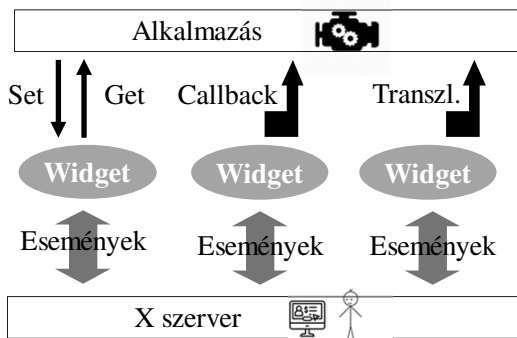 Alkalmazás
Set Get Callback Transzl.
Widget Widget Widget
Események Események Események
X szerver